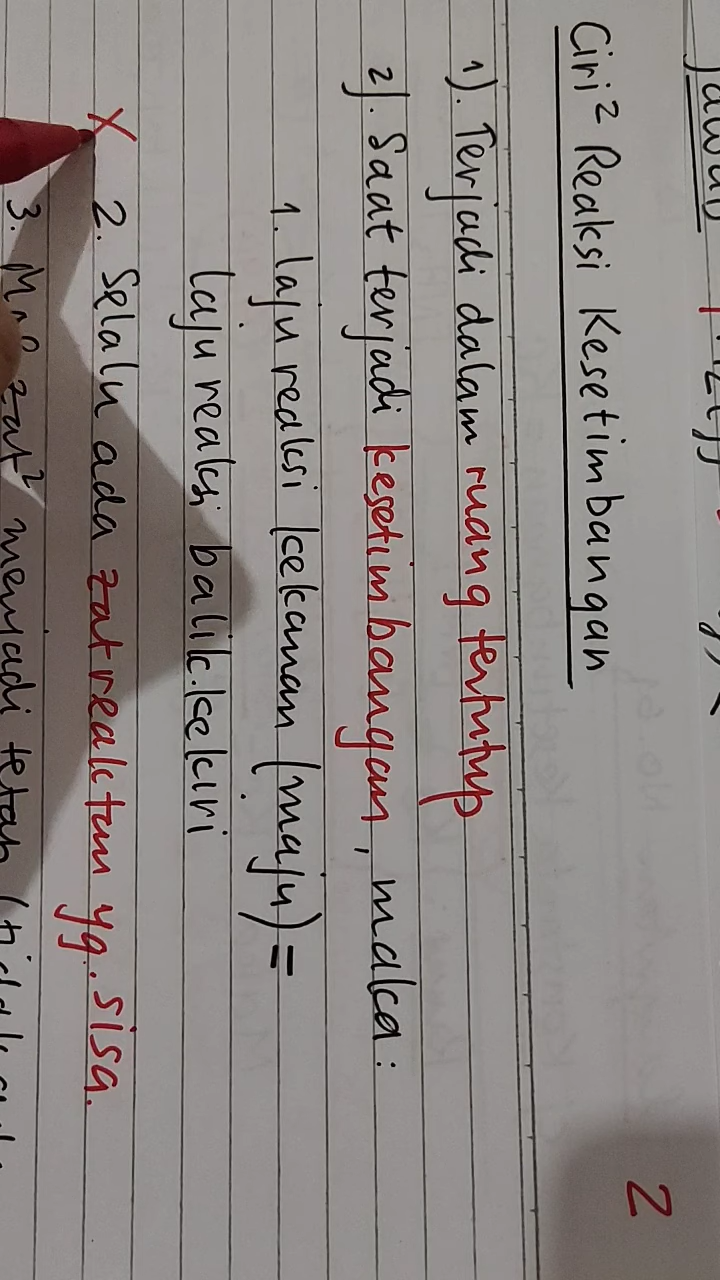 Jawab
2
Ciri² Reaksi Kesetimbangan
1). Terjadi dalam ruang tertutup
2). Saat terjadi kesetimbangan, maka :
1. laju reaksi kekanan (maju) =
laju reaksi balik.kekiri
X 2. Selalu ada zat reaktan yg. sisa.
3. zat² menjadi tetap